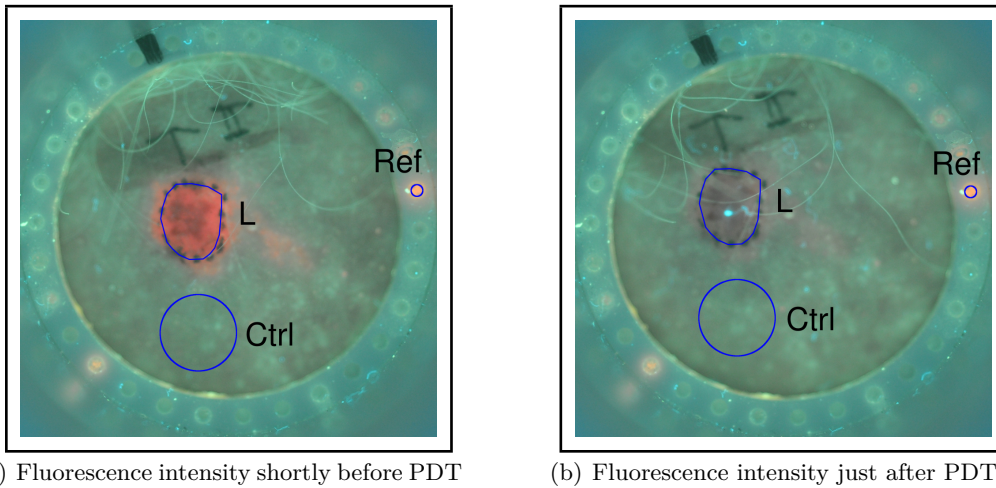 Ref
L
Ctrl
Ref
L
Ctrl
) Fluorescence intensity shortly before PDT
(b) Fluorescence intensity just after PDT